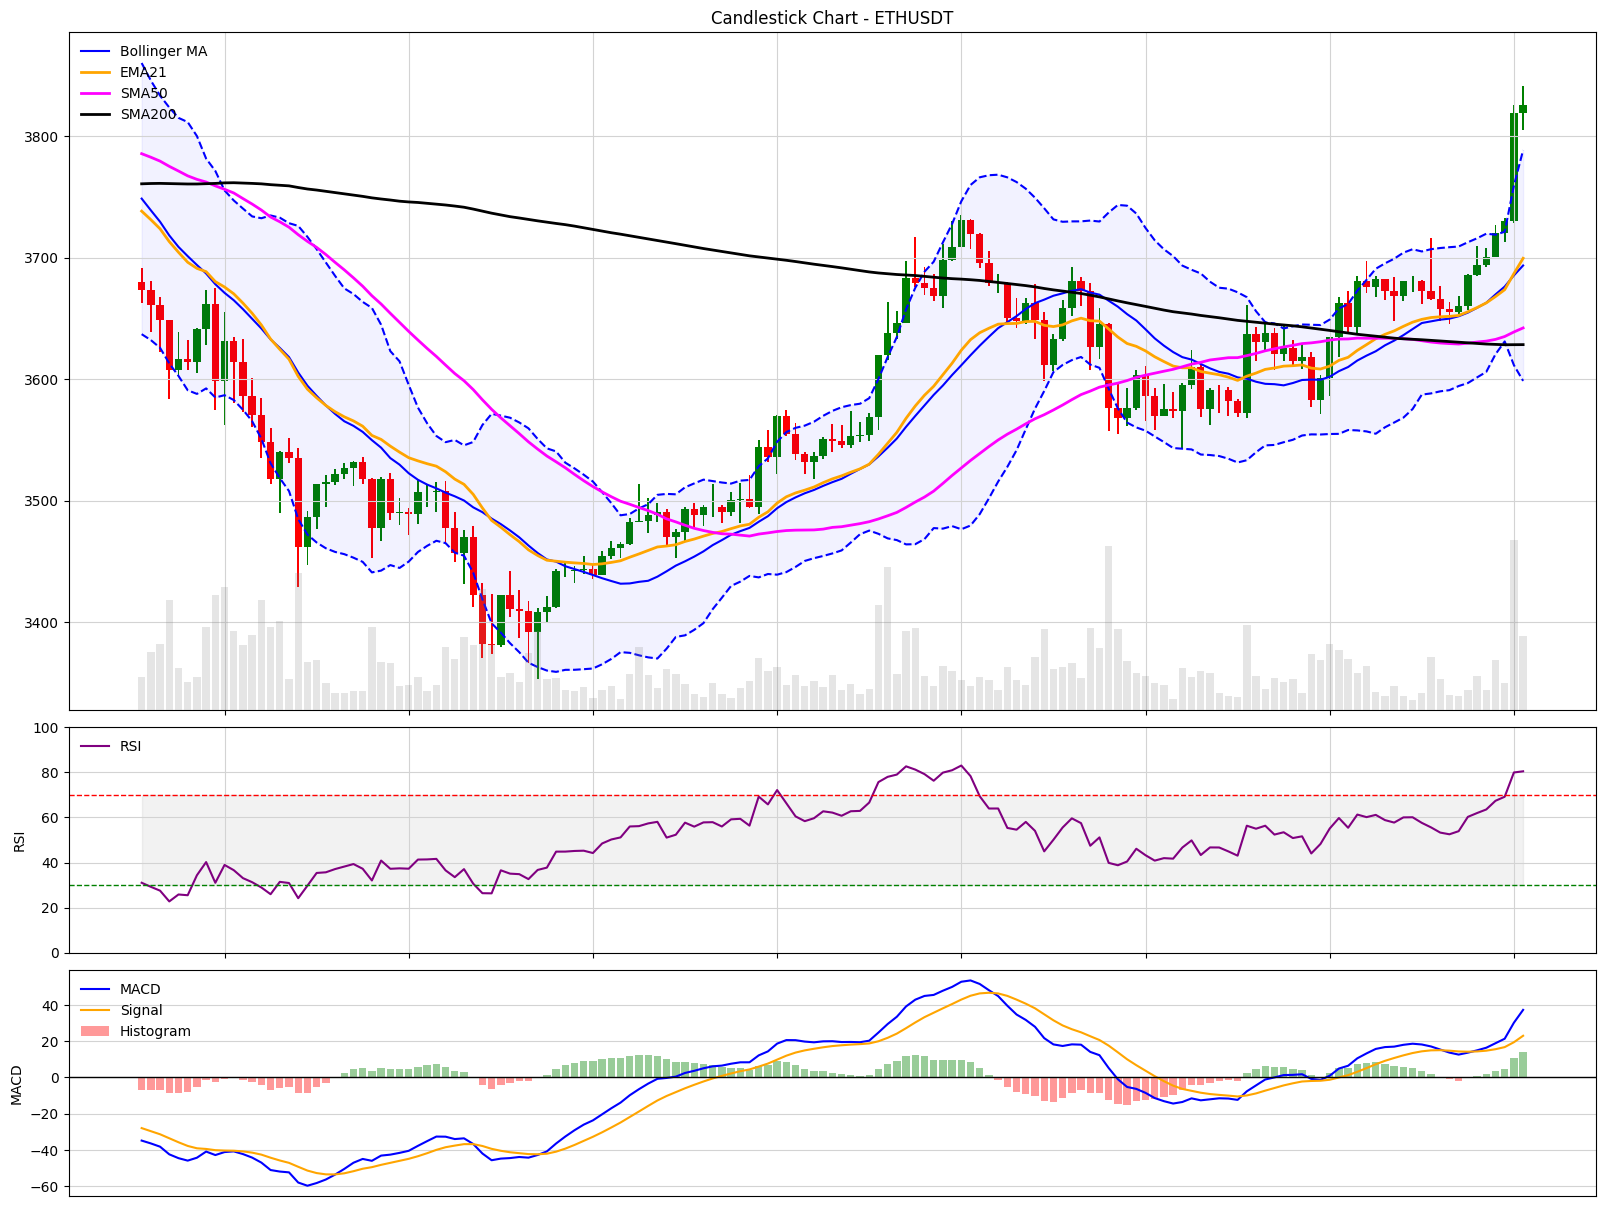 Candlestick Chart - ETHUSDT
Bollinger MA
EMA21
SMA50
SMA200
3800
3700
3600
3500
3400
RSI
100
80
60
40
20
0
RSI
MACD
Signal
Histogram
40
20
0
−20
−40
−60
MACD